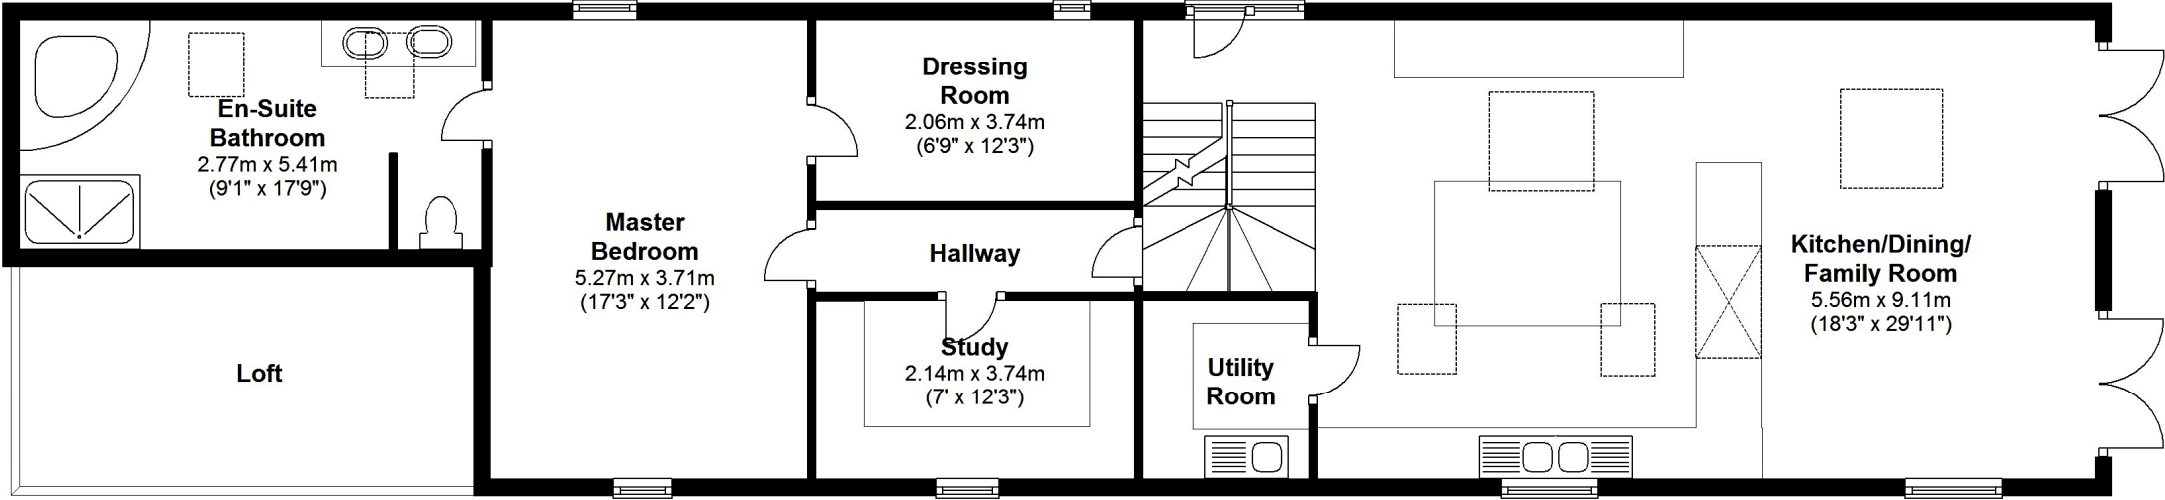 En-Suite
Bathroom
2.77m x 5.41m
(9'1" x 17'9")
Master
Bedroom
5.27m x 3.71m
(17'3" x 12'2")
Dressing
Room
2.06m x 3.74m
(6'9" x 12'3")
Hallway
Study
2.14m x 3.74m
(7' x 12'3")
Utility
Room
Kitchen/Dining/
Family Room
5.56m x 9.11m
(18'3" x 29'11")
Loft